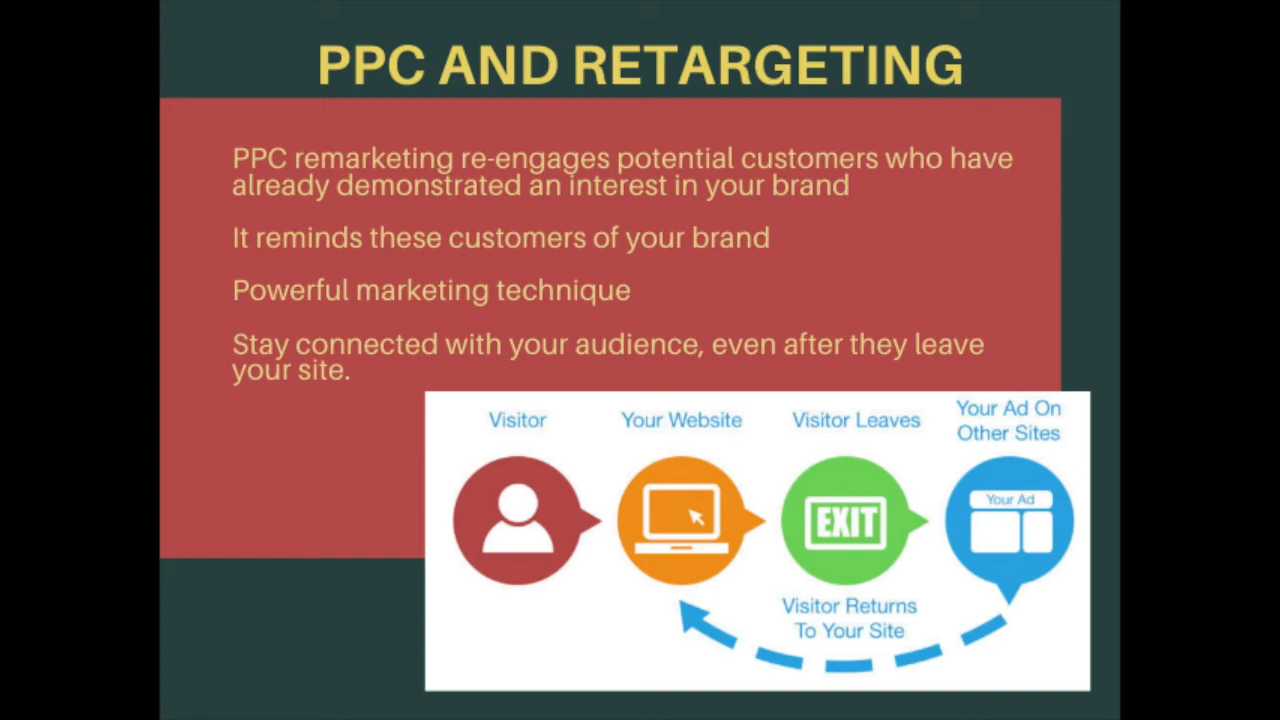 PPC AND RETARGETING
PPC remarketing re-engages potential customers who have
already demonstrated an interest in your brand
It reminds these customers of your brand
Powerful marketing technique
Stay connected with your audience, even after they leave
your site.
Visitor
Your Website
Visitor Leaves
Your Ad On
Other Sites
EXIT
Your Ad
Visitor Returns
To Your Site